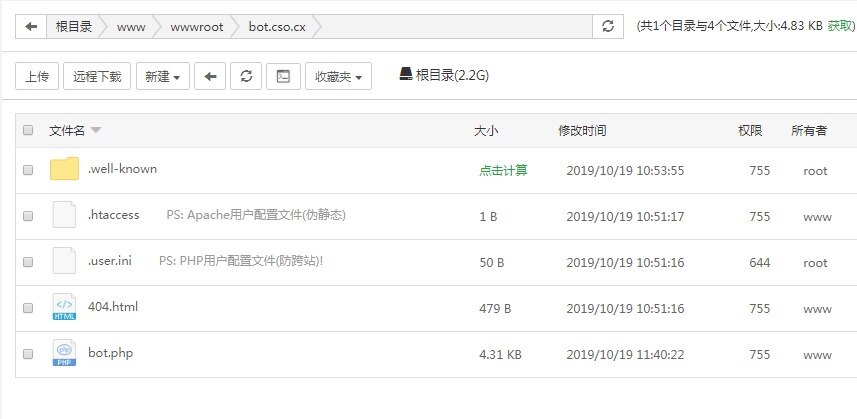 根目录 www wwwroot bot.cso.cx (共1个目录与4个文件,大小:4.83 KB 获取)
上传 远程下载 新建 收藏夹 根目录(2.2G)
文件名 大小 修改时间 权限 所有者
.well-known 点击计算 2019/10/19 10:53:55 755 root
.htaccess PS: Apache用户配置文件(伪静态) 1 B 2019/10/19 10:51:17 755 www
.user.ini PS: PHP用户配置文件(防跨站)! 50 B 2019/10/19 10:51:16 644 root
HTML 404.html 479 B 2019/10/19 10:51:16 755 www
PHP bot.php 4.31 KB 2019/10/19 11:40:22 755 www